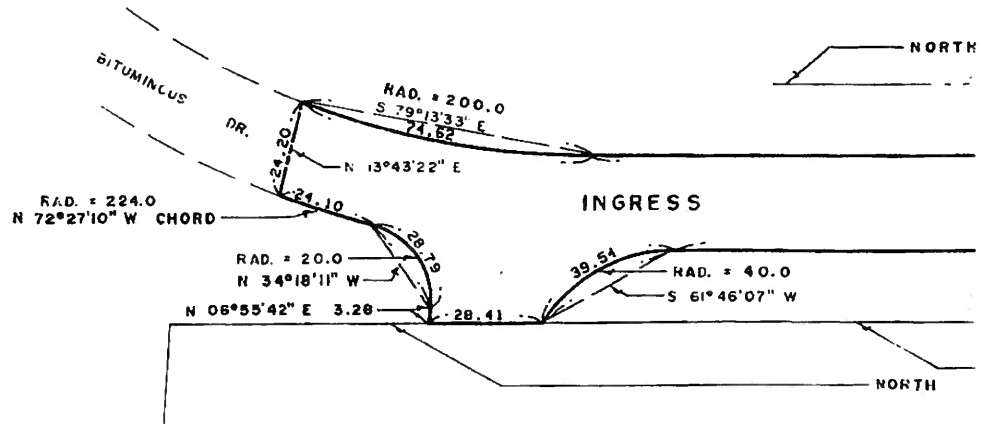 NORTH
BITUMINOUS
DR.
RAD. = 200.0
S 79°13'33" E
74.62
24.20
N 13°43'22" E
24.10
RAD. = 224.0
N 72°27'10" W CHORD
INGRESS
28.79
RAD. = 20.0
N 34°18'11" W
39.54
RAD. = 40.0
S 61°46'07" W
N 06°55'42" E 3.28
28.41
NORTH